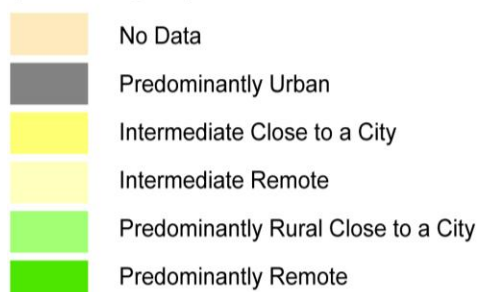 No Data
Predominantly Urban
Intermediate Close to a City
Intermediate Remote
Predominantly Rural Close to a City
Predominantly Remote